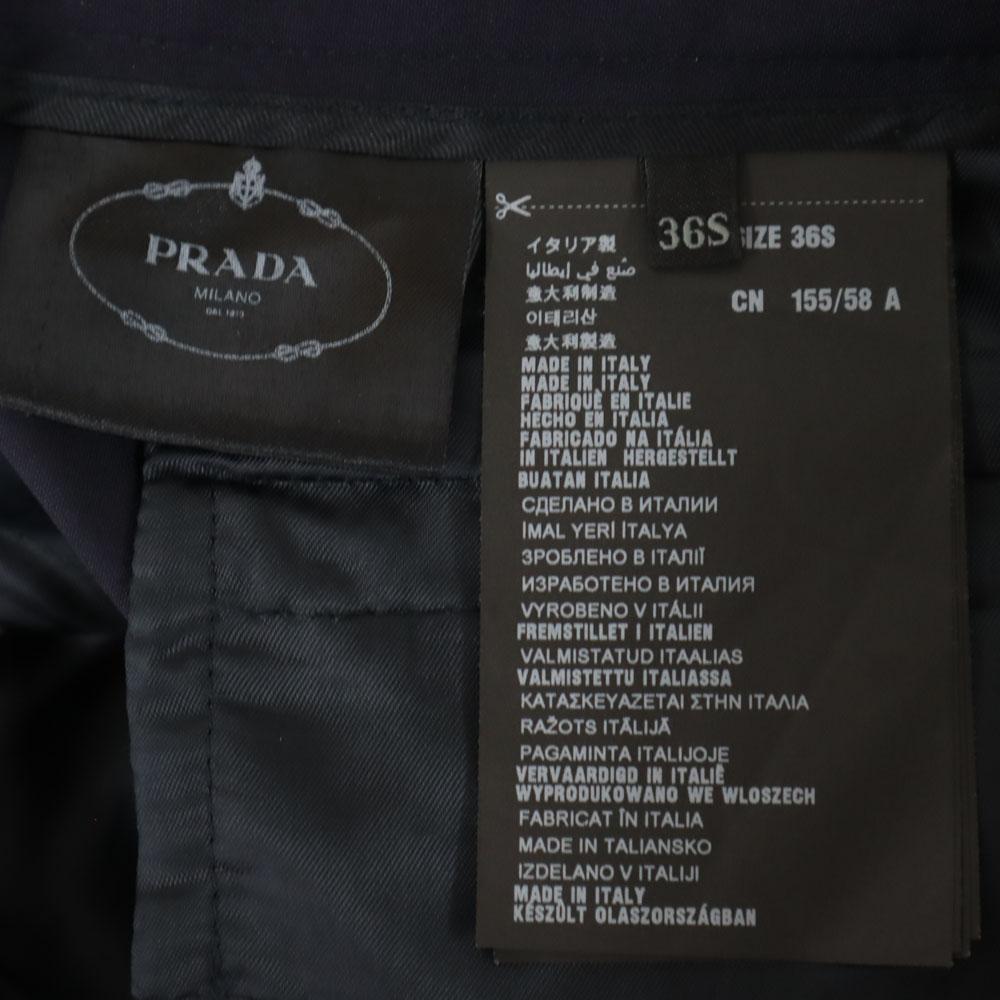 PRADA
MILANO
DAL 1913
36S
SIZE 36S
CN 155/58 A
イタリア製
صُنع في إيطاليا
意大利制造
이태리산
意大利製造
MADE IN ITALY
MADE IN ITALY
FABRIQUÈ EN ITALIE
HECHO EN ITALIA
FABRICADO NA ITÁLIA
IN ITALIEN HERGESTELLT
BUATAN ITALIA
СДЕЛАНО В ИТАЛИИ
İMAL YERİ İTALYA
ЗРОБЛЕНО В ІТАЛІЇ
ИЗРАБОТЕНО В ИТАЛИЯ
VYROBENO V ITÁLII
FREMSTILLET I ITALIEN
VALMISTATUD ITAALIAS
VALMISTETTU ITALIASSA
ΚΑΤΑΣΚΕΥΑΖΕΤΑΙ ΣΤΗΝ ΙΤΑΛΙΑ
RAŽOTS ITĀLIJĀ
PAGAMINTA ITALIJOJE
VERVAARDIGD IN ITALIË
WYPRODUKOWANO WE WLOSZECH
FABRICAT ÎN ITALIA
MADE IN TALIANSKO
IZDELANO V ITALIJI
MADE IN ITALY
KÉSZÜLT OLASZORSZÁGBAN